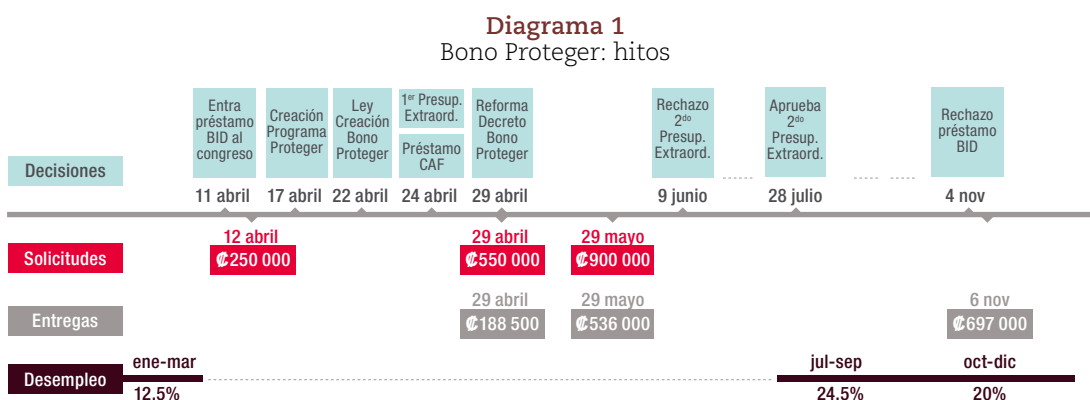 Diagrama 1
Bono Proteger: hitos
Decisiones
Entra
préstamo
BID al
congreso
11 abril
Creación
Programa
Proteger
17 abril
Ley
Creación
Bono
Proteger
22 abril
1er Presup.
Extraord.
Préstamo
CAF
24 abril
Reforma
Decreto
Bono
Proteger
29 abril
Rechazo
2do
Presup.
Extraord.
9 junio
Aprueba
2do
Presup.
Extraord.
28 julio
Rechazo
préstamo
BID
4 nov
Solicitudes
12 abril
₡250 000
29 abril
₡550 000
29 mayo
₡900 000
Entregas
29 abril
₡188 500
29 mayo
₡536 000
6 nov
₡697 000
Desempleo
ene-mar
12,5%
jul-sep
24,5%
oct-dic
20%